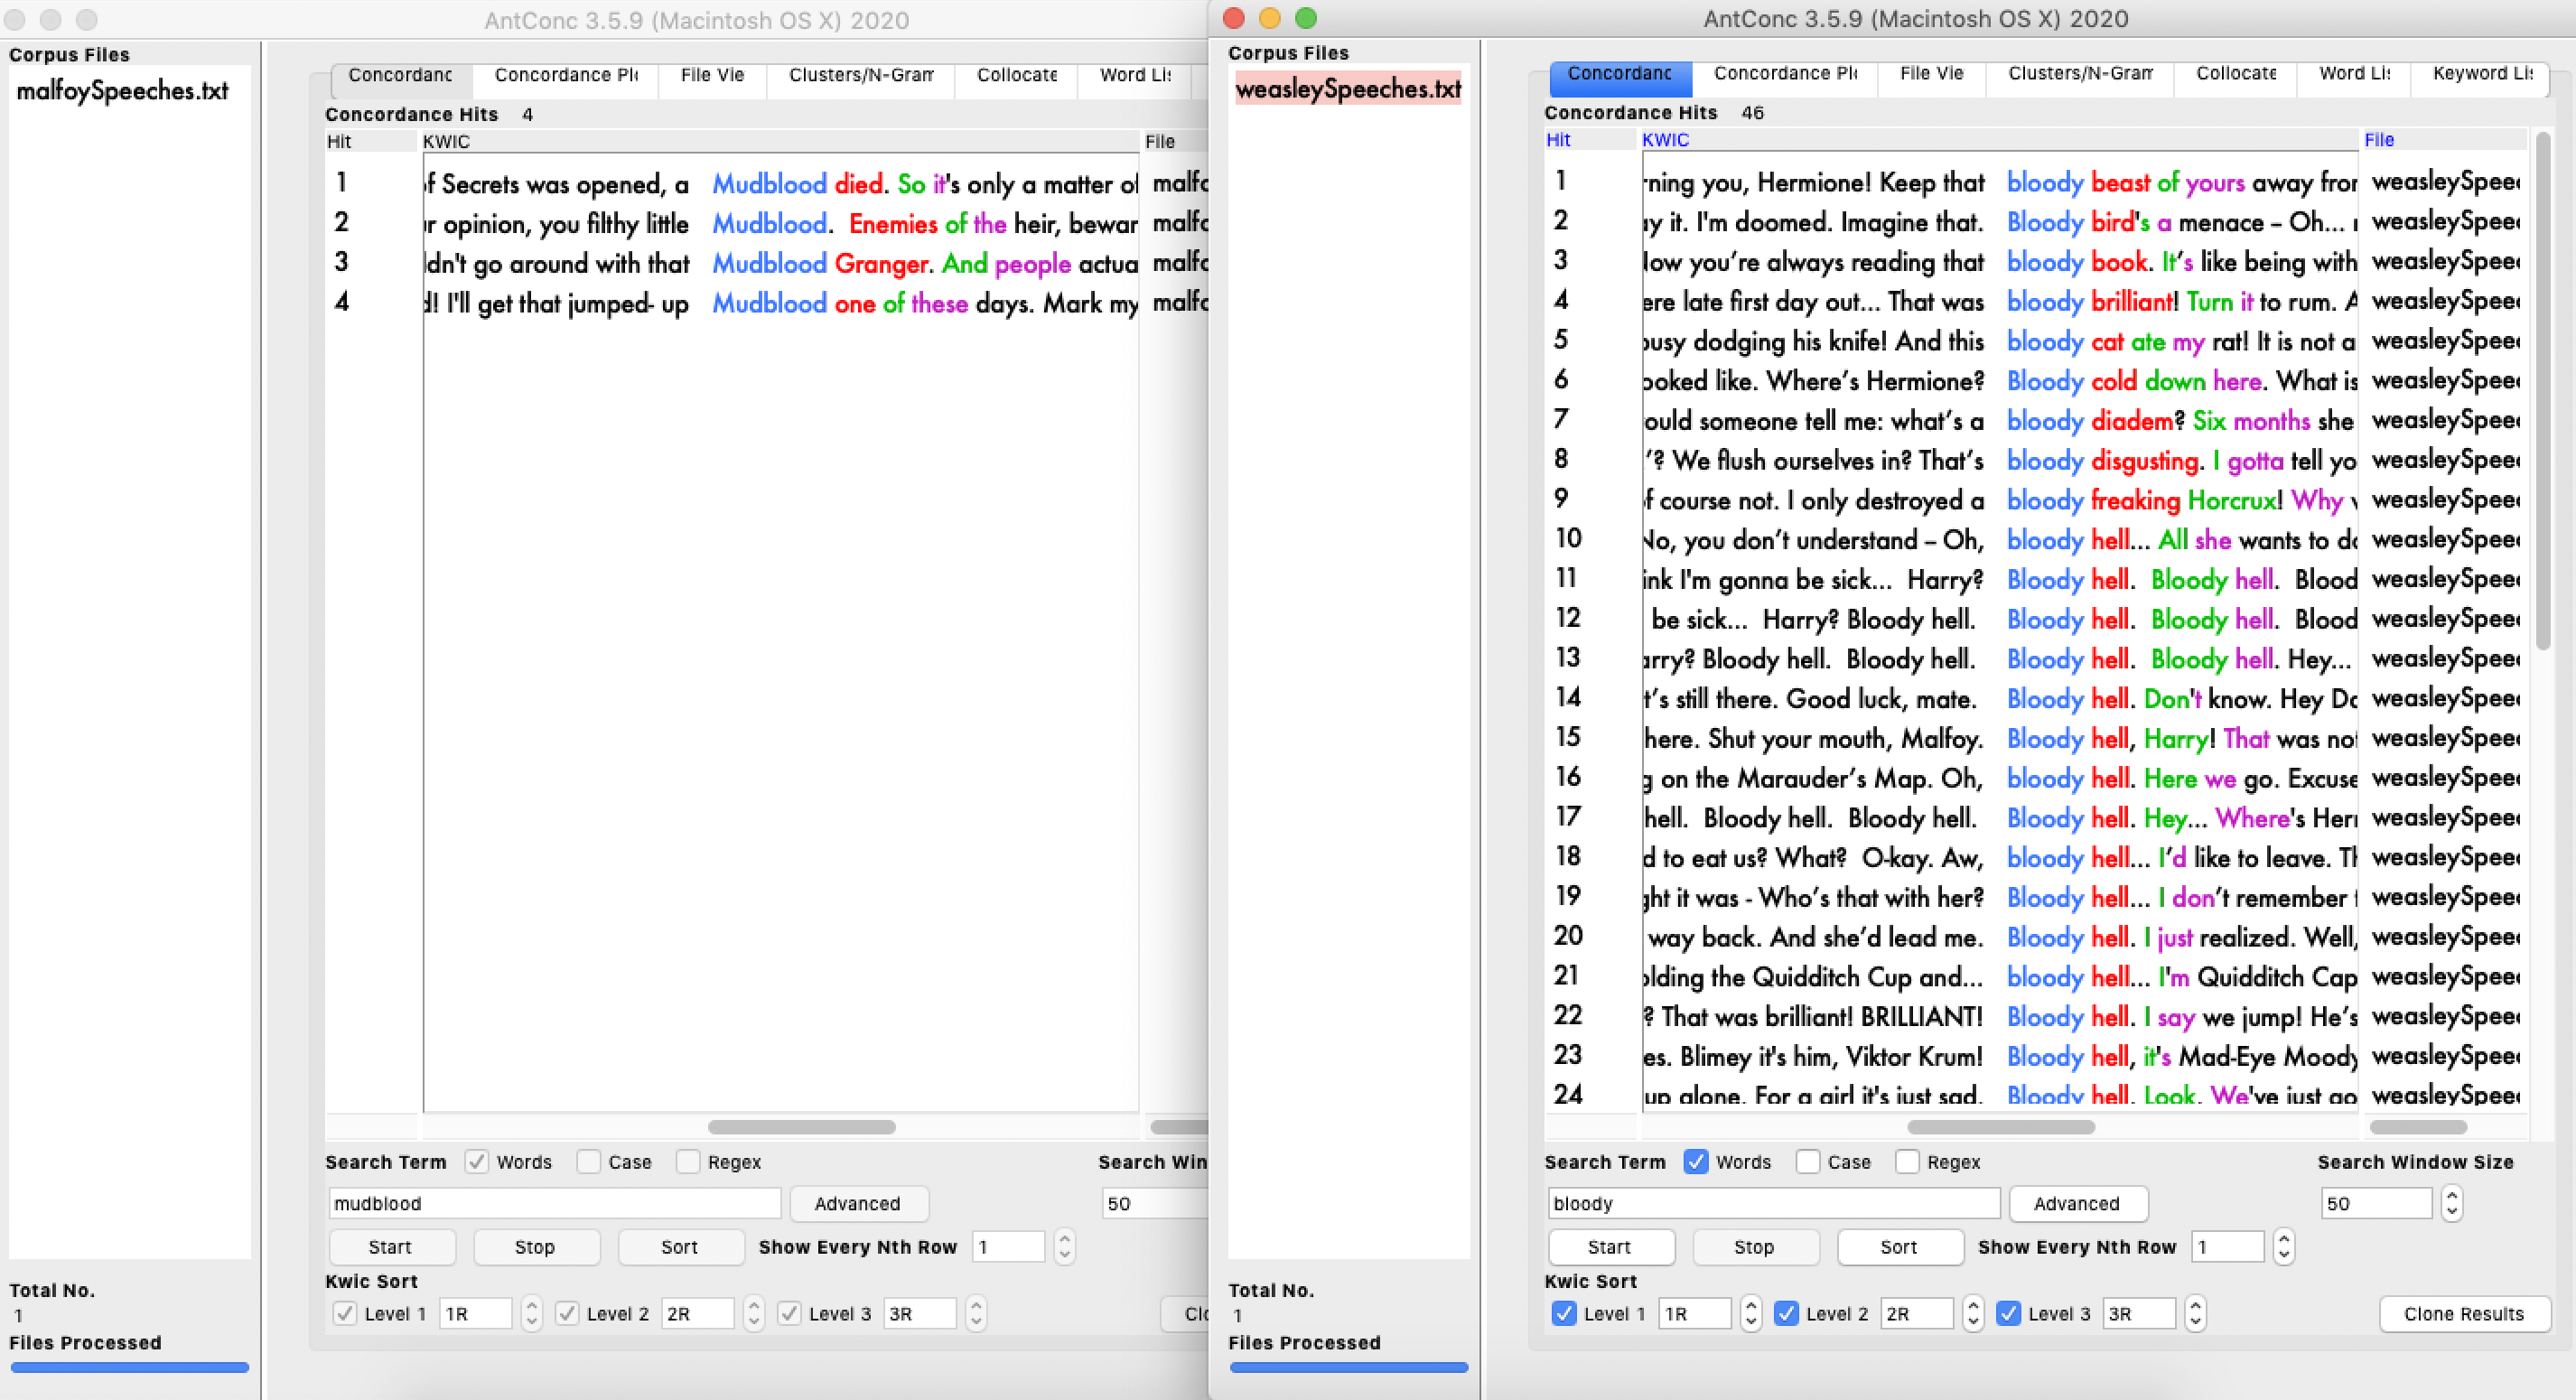 AntConc 3.5.9 (Macintosh OS X) 2020
Corpus Files
malfoySpeeches.txt
Concordanc Concordance Plo File Vie Clusters/N-Gram Collocate Word Lis
Concordance Hits 4
Hit KWIC File
1 of Secrets was opened, a Mudblood died. So it's only a matter of malfo
2 ur opinion, you filthy little Mudblood. Enemies of the heir, bewar malfo
3 ldn't go around with that Mudblood Granger. And people actua malfo
4 d! I'll get that jumped- up Mudblood one of these days. Mark my malfo
Search Term Words Case Regex Search Win
mudblood Advanced 50
Start Stop Sort Show Every Nth Row 1
Kwic Sort
Level 1 1R Level 2 2R Level 3 3R Clo
Total No.
1
Files Processed
AntConc 3.5.9 (Macintosh OS X) 2020
Corpus Files
weasleySpeeches.txt
Concordanc Concordance Plo File Vie Clusters/N-Gram Collocate Word Lis Keyword Lis
Concordance Hits 46
Hit KWIC File
1 rning you, Hermione! Keep that bloody beast of yours away fror weasleySpee
2 ay it. I'm doomed. Imagine that. Bloody bird's a menace – Oh... weasleySpee
3 Now you’re always reading that bloody book. It’s like being with weasleySpee
4 ere late first day out... That was bloody brilliant! Turn it to rum. A weasleySpee
5 ousy dodging his knife! And this bloody cat ate my rat! It is not a weasleySpee
6 ooked like. Where’s Hermione? Bloody cold down here. What is weasleySpee
7 ould someone tell me: what’s a bloody diadem? Six months she weasleySpee
8 ’? We flush ourselves in? That’s bloody disgusting. I gotta tell yo weasleySpee
9 of course not. I only destroyed a bloody freaking Horcrux! Why weasleySpee
10 No, you don’t understand – Oh, bloody hell... All she wants to do weasleySpee
11 ink I'm gonna be sick... Harry? Bloody hell. Bloody hell. Blood weasleySpee
12 be sick... Harry? Bloody hell. Bloody hell. Bloody hell. Blood weasleySpee
13 arry? Bloody hell. Bloody hell. Bloody hell. Bloody hell. Hey... weasleySpee
14 t’s still there. Good luck, mate. Bloody hell. Don't know. Hey Do weasleySpee
15 here. Shut your mouth, Malfoy. Bloody hell, Harry! That was not weasleySpee
16 g on the Marauder’s Map. Oh, bloody hell. Here we go. Excuse weasleySpee
17 hell. Bloody hell. Bloody hell. Bloody hell. Hey... Where's Herr weasleySpee
18 d to eat us? What? O-kay. Aw, bloody hell... I’d like to leave. Th weasleySpee
19 ght it was - Who’s that with her? Bloody hell... I don’t remember weasleySpee
20 way back. And she’d lead me. Bloody hell. I just realized. Well, weasleySpee
21 olding the Quidditch Cup and... bloody hell... I'm Quidditch Cap weasleySpee
22 ? That was brilliant! BRILLIANT! Bloody hell. I say we jump! He’s weasleySpee
23 es. Blimey it's him, Viktor Krum! Bloody hell, it's Mad-Eye Moody weasleySpee
24 up alone. For a girl it's just sad. Bloody hell. Look. We've just go weasleySpee
Search Term Words Case Regex Search Window Size
bloody Advanced 50
Start Stop Sort Show Every Nth Row 1
Kwic Sort
Level 1 1R Level 2 2R Level 3 3R Clone Results
Total No.
1
Files Processed